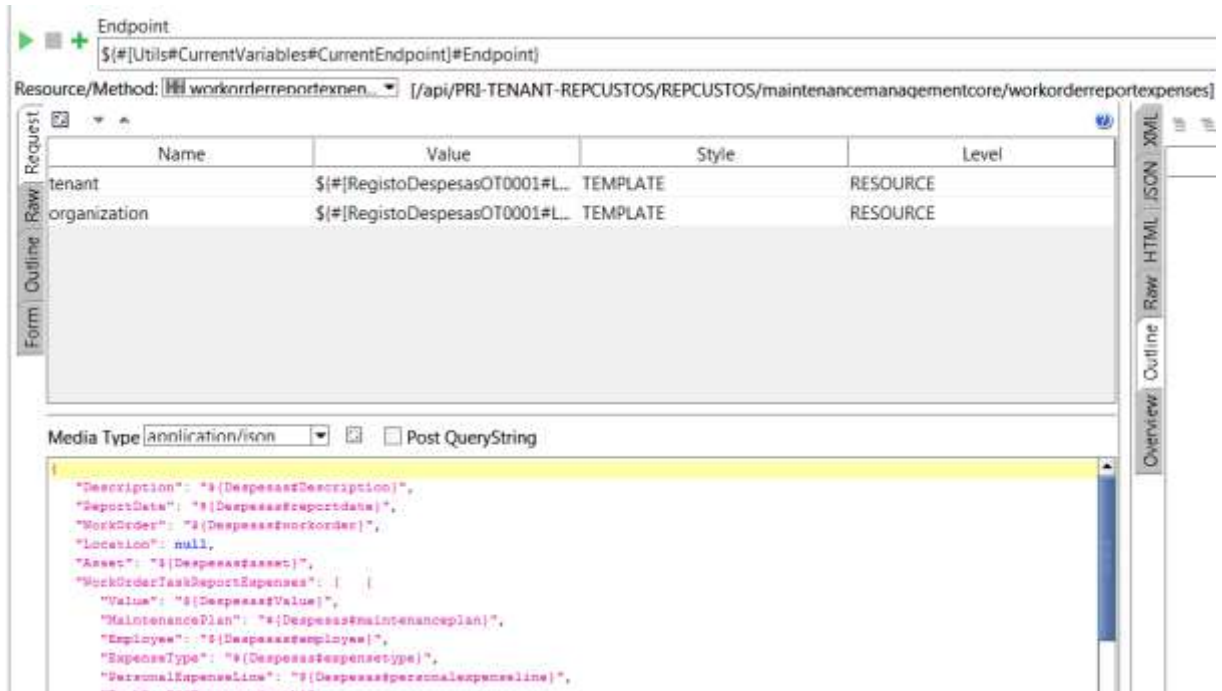 Endpoint
${#[Utils#CurrentVariables#CurrentEndpoint]#Endpoint}
Resource/Method: workorderreportexpen... [/api/PRI-TENANT-REPCUSTOS/REPCUSTOS/maintenancemanagementcore/workorderreportexpenses]
Request
Raw
Outline
Form
Name Value Style Level
tenant ${#[RegistoDespesasOT0001#L... TEMPLATE RESOURCE
organization ${#[RegistoDespesasOT0001#L... TEMPLATE RESOURCE
Media Type application/json Post QueryString
{
"Description": "${Despesas#Description}",
"ReportDate": "${Despesas#reportdate}",
"WorkOrder": "${Despesas#workorder}",
"Location": null,
"Asset": "${Despesas#asset}",
"WorkOrderTaskReportExpenses": [ {
"Value": "${Despesas#Value}",
"MaintenancePlan": "${Despesas#maintenanceplan}",
"Employee": "${Despesas#employee}",
"ExpenseType": "${Despesas#expensetype}",
"PersonalExpenseLine": "${Despesas#personalexpenseline}",
XML
JSON
HTML
Raw
Outline
Overview